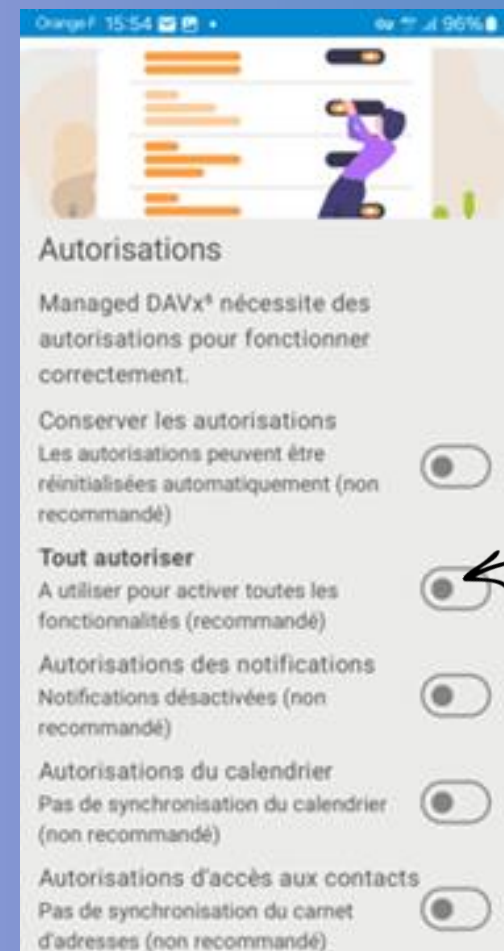 Orange F 15:54
96%
Autorisations
Managed DAVx⁵ nécessite des
autorisations pour fonctionner
correctement.
Conserver les autorisations
Les autorisations peuvent être
réinitialisées automatiquement (non
recommandé)
Tout autoriser
A utiliser pour activer toutes les
fonctionnalités (recommandé)
Autorisations des notifications
Notifications désactivées (non
recommandé)
Autorisations du calendrier
Pas de synchronisation du calendrier
(non recommandé)
Autorisations d'accès aux contacts
Pas de synchronisation du carnet
d'adresses (non recommandé)